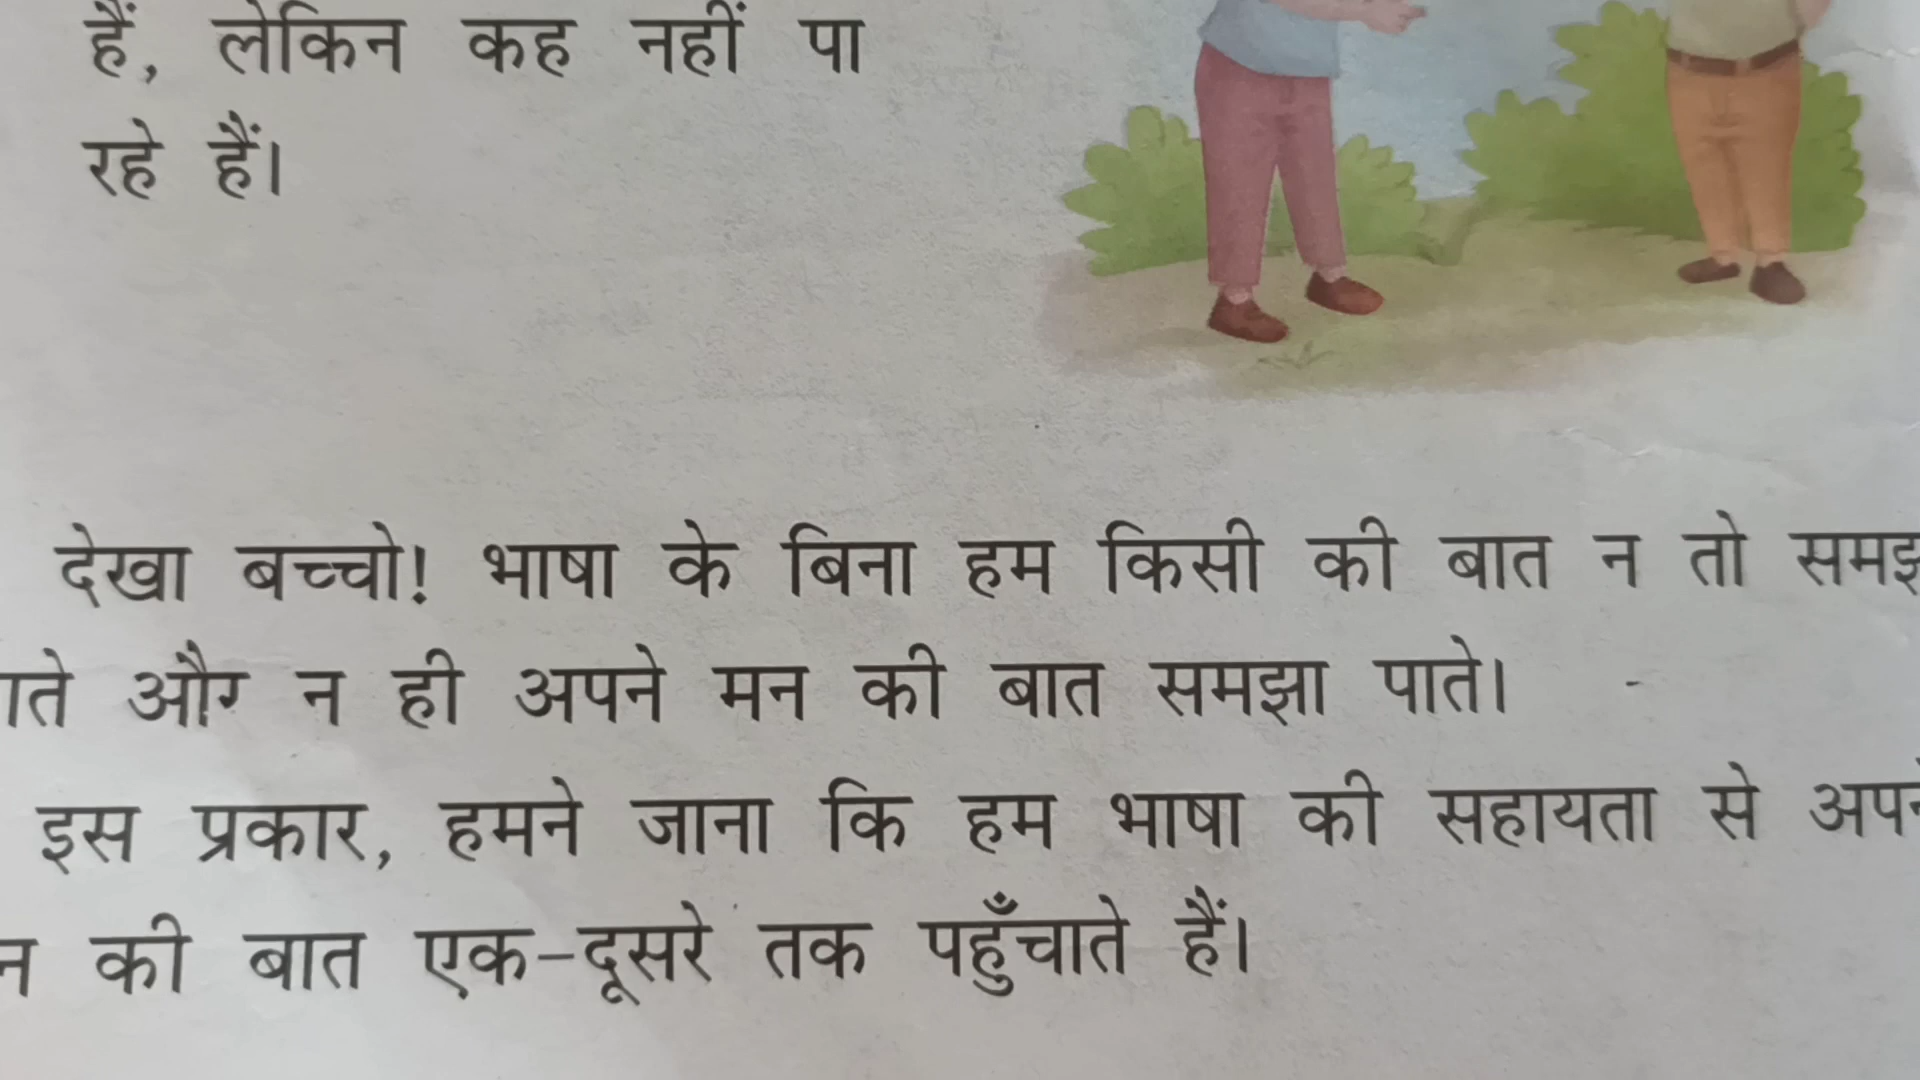 हैं, लेकिन कह नहीं पा
रहे हैं।
देखा बच्चो! भाषा के बिना हम किसी की बात न तो समझ
और न ही अपने मन की बात समझा पाते।
इस प्रकार, हमने जाना कि हम भाषा की सहायता से
की बात एक-दूसरे तक पहुँचाते हैं।